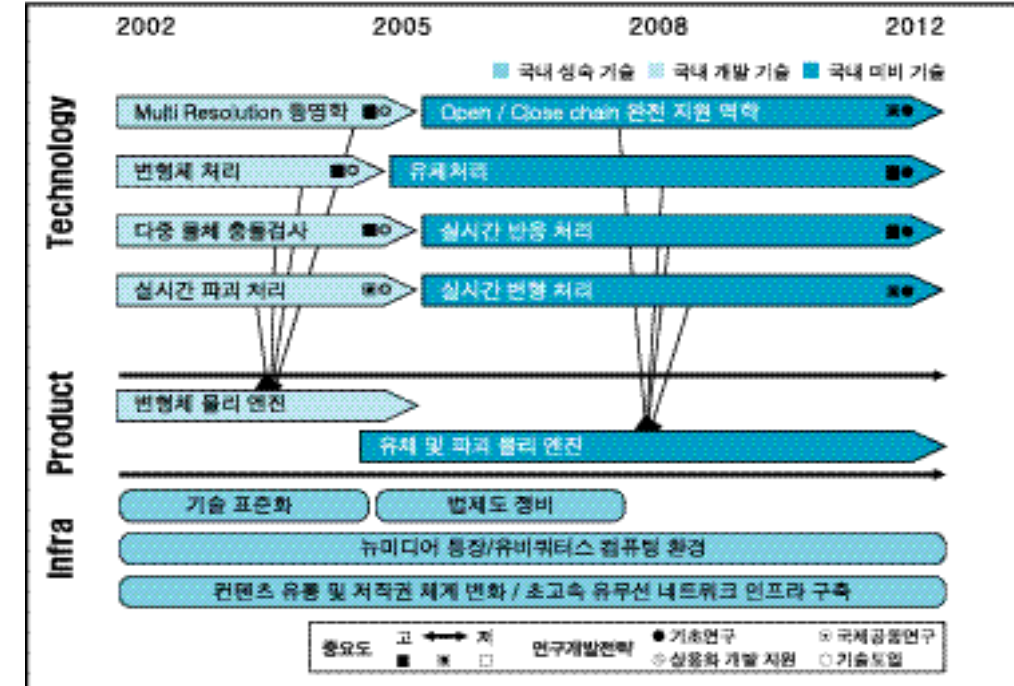 2002 2005 2008 2012
국내 성숙 기술 국내 개발 기술 국내 미비 기술
Technology
Multi Resolution 동영학
Open / Close chain 완전 지원 역학
변형체 처리
유체처리
다중 물체 충돌검사
실시간 반응 처리
실시간 파괴 처리
실시간 변형 처리
Product
변형체 물리 엔진
유체 및 파괴 물리 엔진
Infra
기술 표준화
법제도 정비
뉴미디어 등장/유비쿼터스 컴퓨팅 환경
컨텐츠 유통 및 저작권 체계 변화 / 초고속 유무선 네트워크 인프라 구축
중요도 고 저
연구개발전략
기초연구 국제공동연구
상용화 개발 지원 기술도입